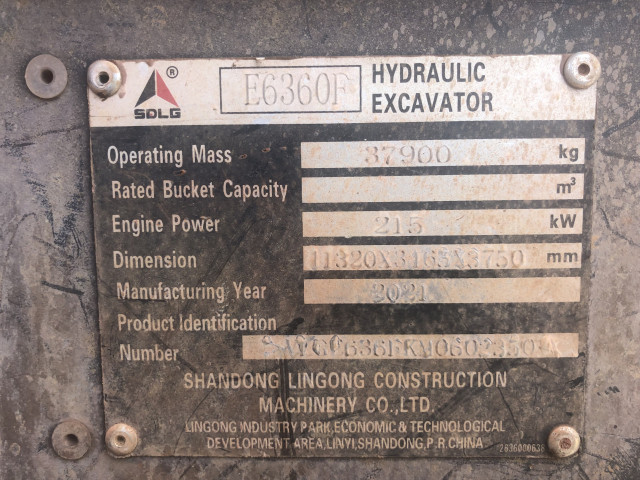 ®
SDLG
E6360F
HYDRAULIC
EXCAVATOR
Operating Mass 37900 kg
Rated Bucket Capacity m³
Engine Power 215 kW
Dimension 11320X3165X3750 mm
Manufacturing Year 2021
Product Identification
Number
SHANDONG LINGONG CONSTRUCTION
MACHINERY CO.,LTD.
LINGONG INDUSTRY PARK,ECONOMIC & TECHNOLOGICAL
DEVELOPMENT AREA,LINYI,SHANDONG,P.R.CHINA